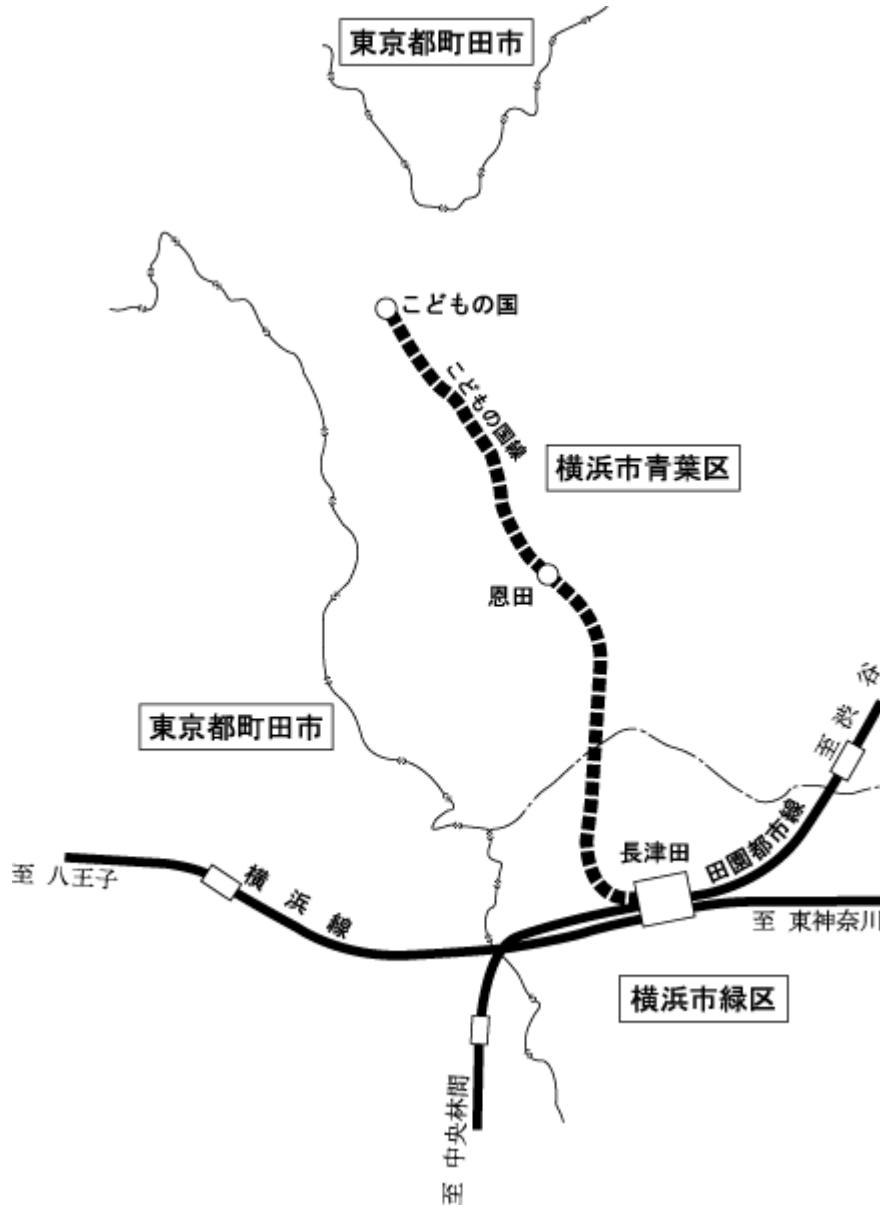 東京都町田市
こどもの国
こどもの国線
横浜市青葉区
恩田
東京都町田市
至 渋谷
田園都市線
長津田
至 八王子
横浜線
至 東神奈川
横浜市緑区
至 中央林間